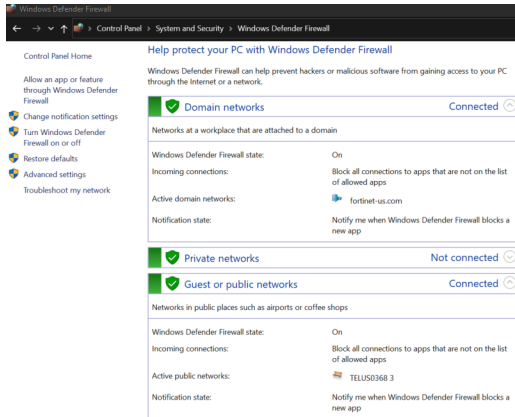 Windows Defender Firewall
Control Panel > System and Security > Windows Defender Firewall
Control Panel Home
Allow an app or feature
through Windows Defender
Firewall
Change notification settings
Turn Windows Defender
Firewall on or off
Restore defaults
Advanced settings
Troubleshoot my network
Help protect your PC with Windows Defender Firewall
Windows Defender Firewall can help prevent hackers or malicious software from gaining access to your PC
through the Internet or a network.
Domain networks Connected
Networks at a workplace that are attached to a domain
Windows Defender Firewall state: On
Incoming connections: Block all connections to apps that are not on the list
of allowed apps
Active domain networks: fortinet-us.com
Notification state: Notify me when Windows Defender Firewall blocks a
new app
Private networks Not connected
Guest or public networks Connected
Networks in public places such as airports or coffee shops
Windows Defender Firewall state: On
Incoming connections: Block all connections to apps that are not on the list
of allowed apps
Active public networks: TELUS0368 3
Notification state: Notify me when Windows Defender Firewall blocks a
new app